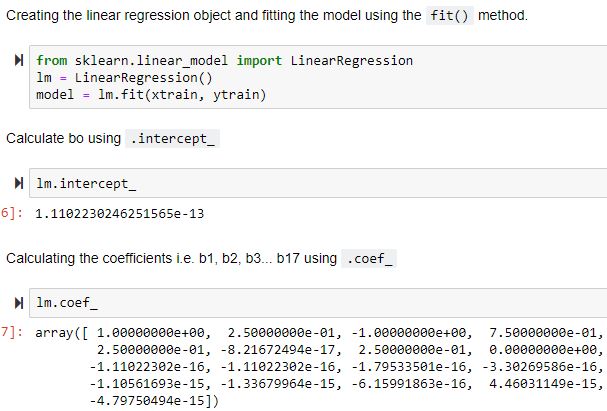 Creating the linear regression object and fitting the model using the fit() method.
from sklearn.linear_model import LinearRegression
lm = LinearRegression()
model = lm.fit(xtrain, ytrain)
Calculate bo using .intercept_
lm.intercept_
6]: 1.1102230246251565e-13
Calculating the coefficients i.e. b1, b2, b3... b17 using .coef_
lm.coef_
7]: array([ 1.00000000e+00, 2.50000000e-01, -1.00000000e+00, 7.50000000e-01,
2.50000000e-01, -8.21672494e-17, 2.50000000e-01, 0.00000000e+00,
-1.11022302e-16, -1.11022302e-16, -1.79533501e-16, -3.30269586e-16,
-1.10561693e-15, -1.33679964e-15, -6.15991863e-16, 4.46031149e-15,
-4.79750494e-15])